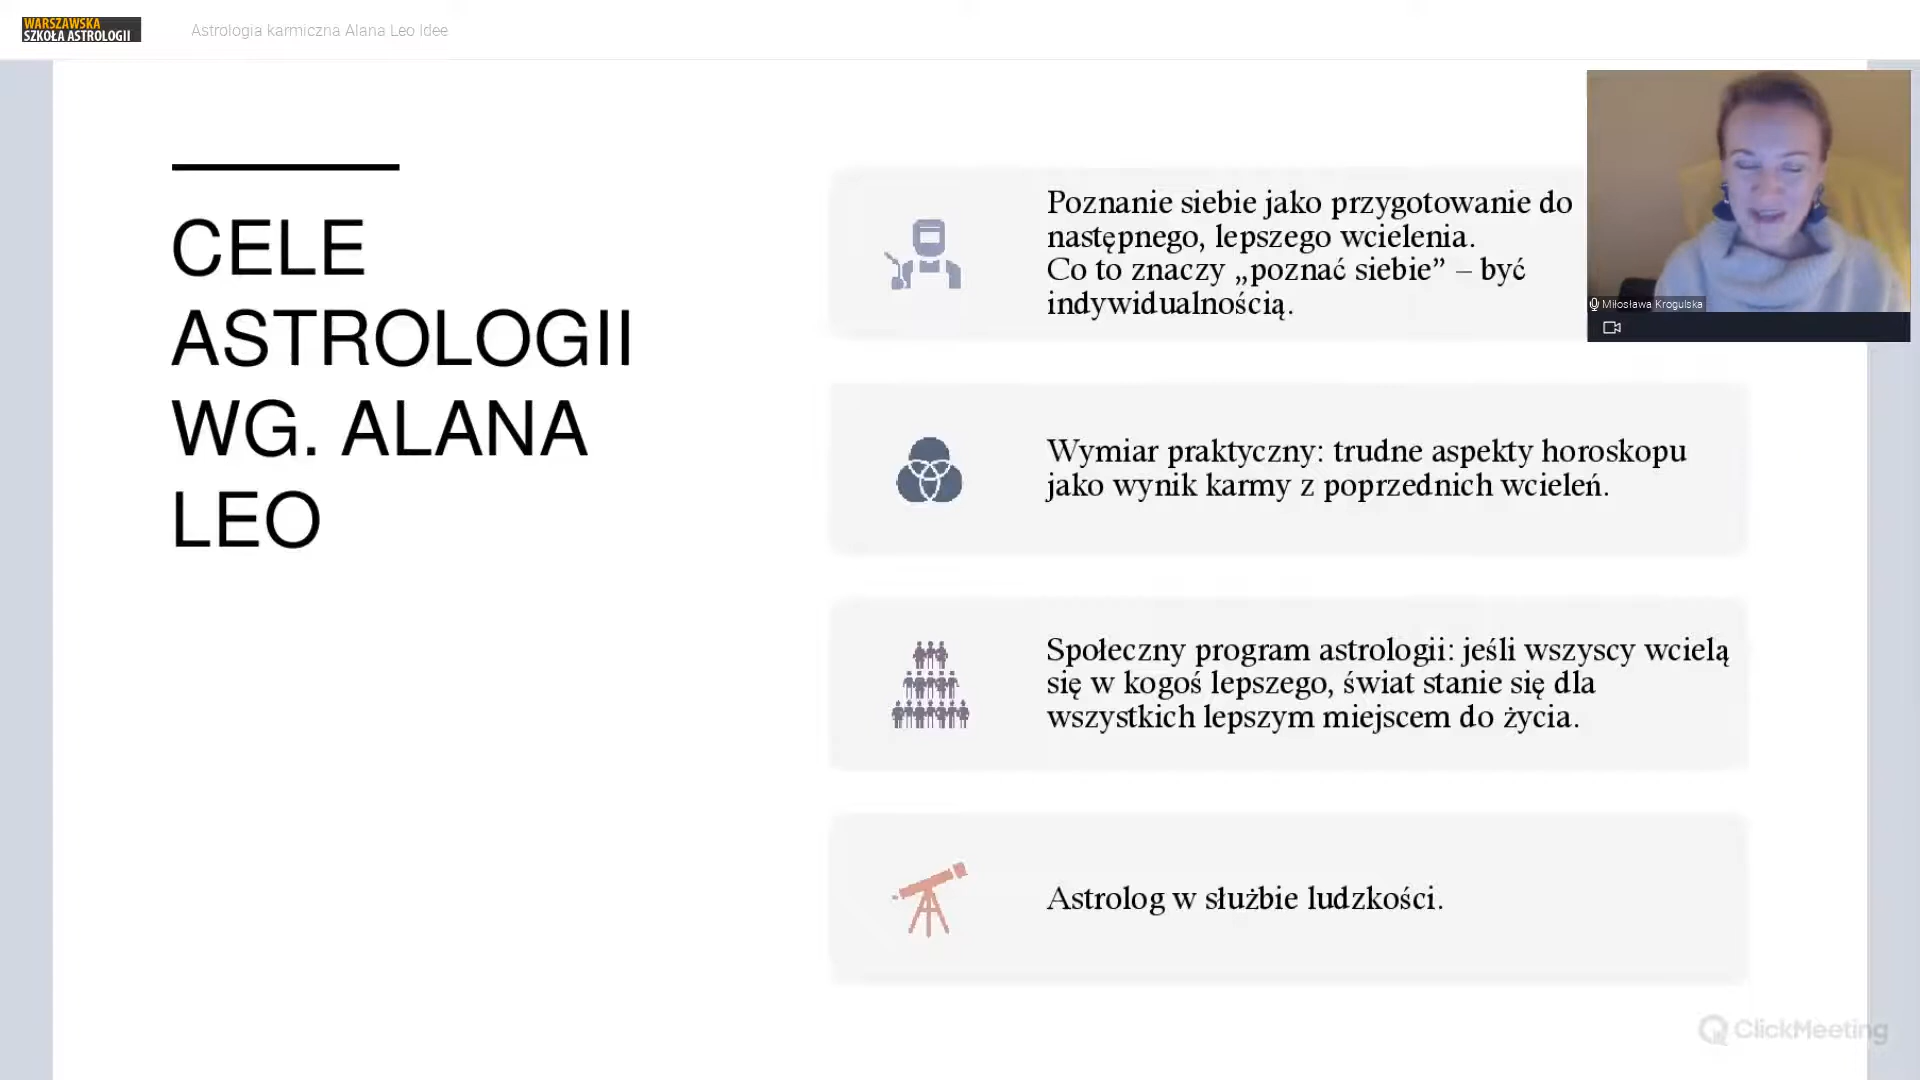 WARSZAWSKA
SZKOŁA ASTROLOGII
Astrologia karmiczna Alana Leo Idee
CELE
ASTROLOGII
WG. ALANA
LEO
Poznanie siebie jako przygotowanie do
następnego, lepszego wcielenia.
Co to znaczy „poznać siebie” – być
indywidualnością.
Miłosława Krogulska
Wymiar praktyczny: trudne aspekty horoskopu
jako wynik karmy z poprzednich wcieleń.
Społeczny program astrologii: jeśli wszyscy wcielą
się w kogoś lepszego, świat stanie się dla
wszystkich lepszym miejscem do życia.
Astrolog w służbie ludzkości.
ClickMeeting